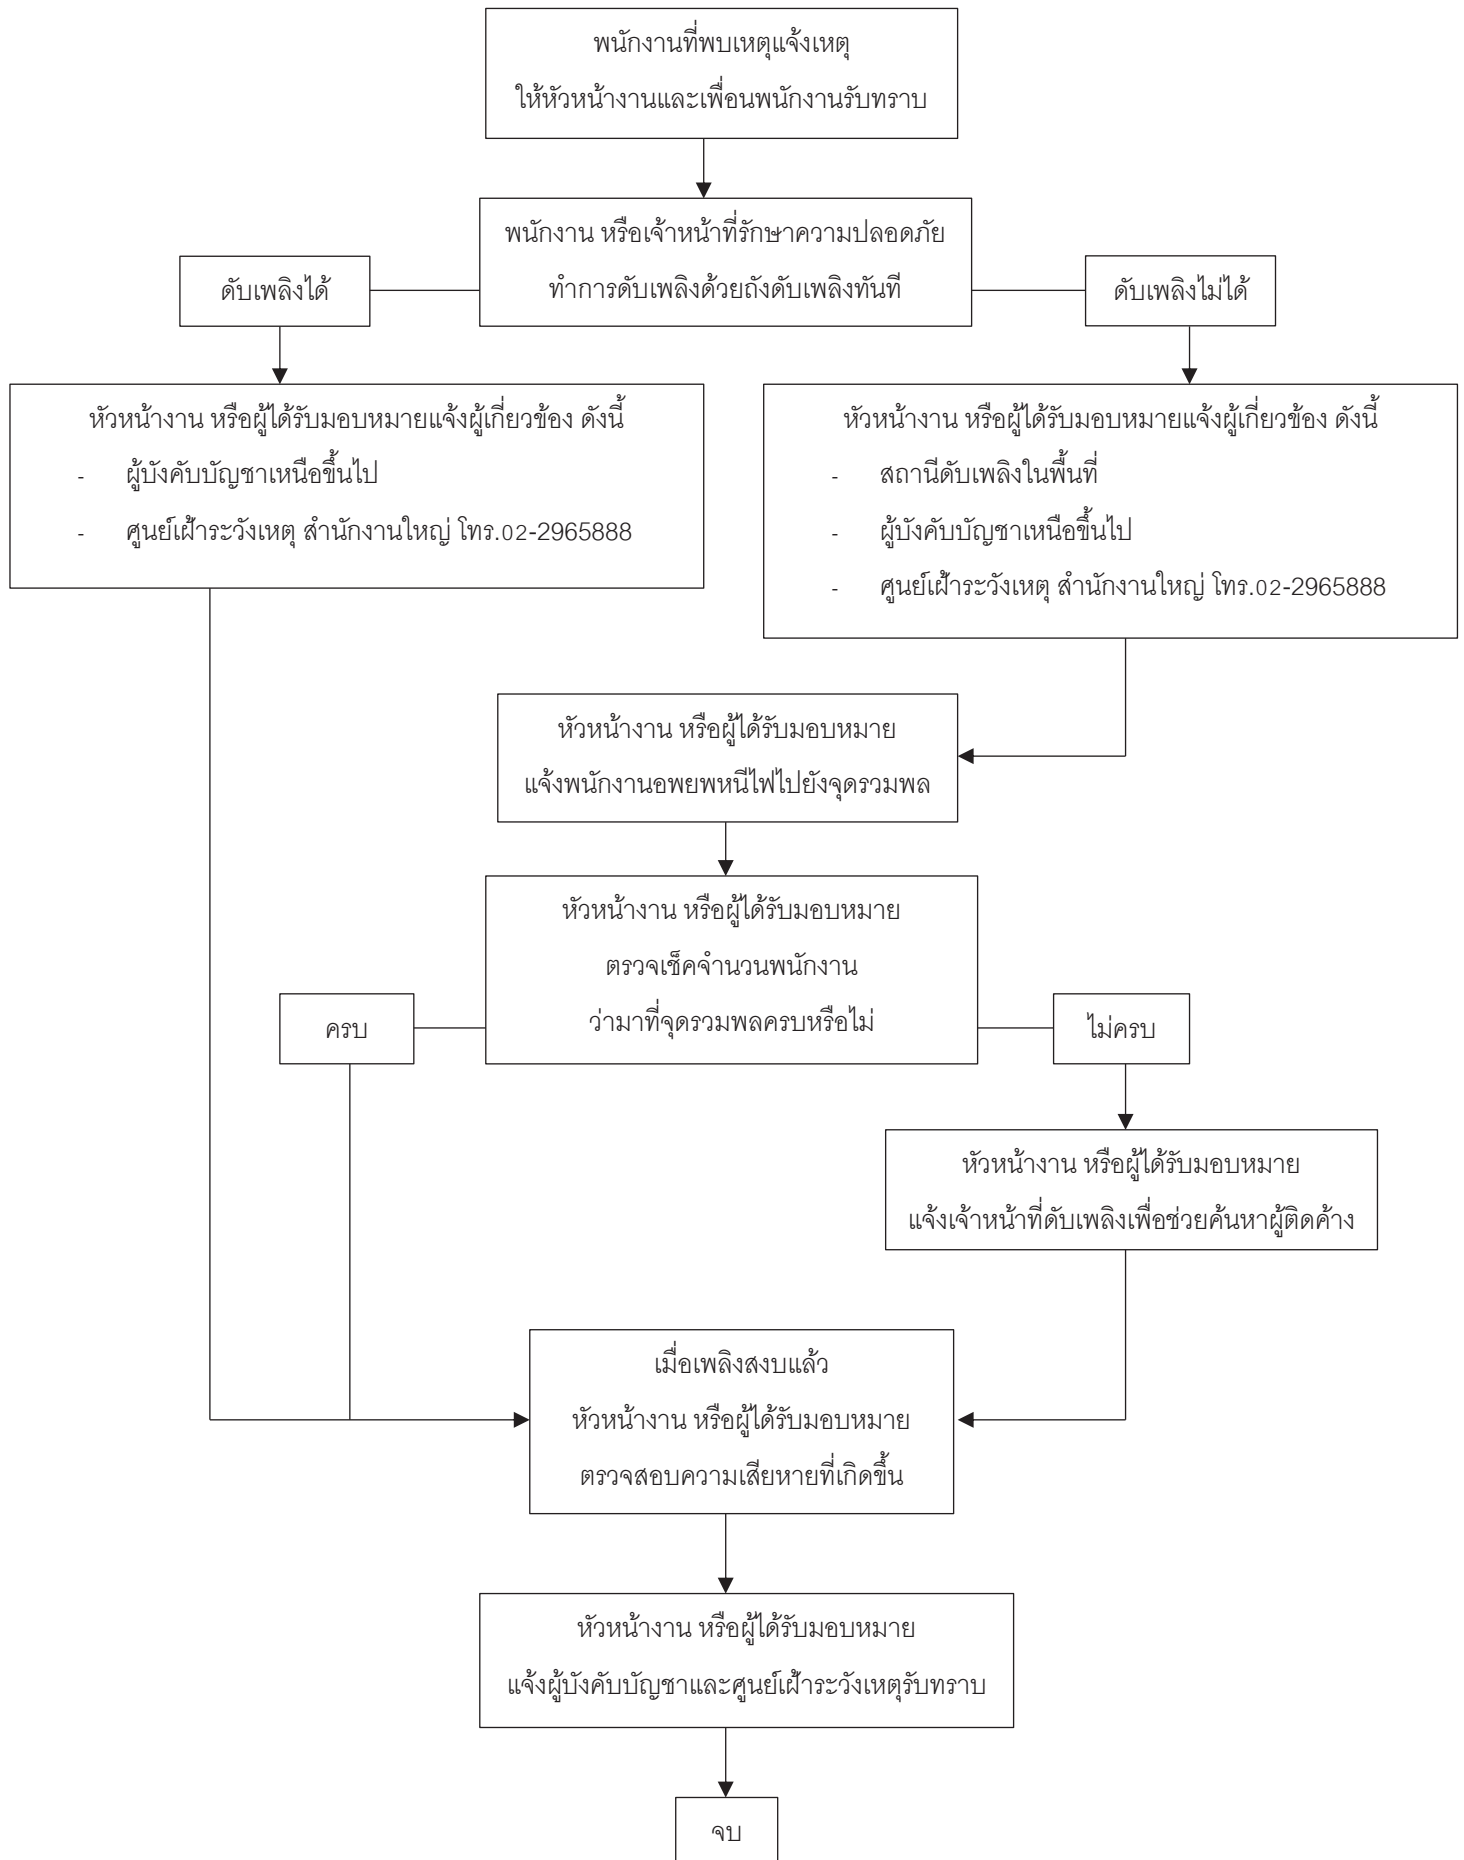 พนักงานที่พบเหตุแจ้งเหตุ
ให้หัวหน้างานและเพื่อนพนักงานรับทราบ
พนักงาน หรือเจ้าหน้าที่รักษาความปลอดภัย
ทำการดับเพลิงด้วยถังดับเพลิงทันที
ดับเพลิงได้
ดับเพลิงไม่ได้
หัวหน้างาน หรือผู้ได้รับมอบหมายแจ้งผู้เกี่ยวข้อง ดังนี้
- ผู้บังคับบัญชาเหนือขึ้นไป
- ศูนย์เฝ้าระวังเหตุ สำนักงานใหญ่ โทร.02-2965888
หัวหน้างาน หรือผู้ได้รับมอบหมายแจ้งผู้เกี่ยวข้อง ดังนี้
- สถานีดับเพลิงในพื้นที่
- ผู้บังคับบัญชาเหนือขึ้นไป
- ศูนย์เฝ้าระวังเหตุ สำนักงานใหญ่ โทร.02-2965888
หัวหน้างาน หรือผู้ได้รับมอบหมาย
แจ้งพนักงานอพยพหนีไฟไปยังจุดรวมพล
หัวหน้างาน หรือผู้ได้รับมอบหมาย
ตรวจเช็คจำนวนพนักงาน
ว่ามาที่จุดรวมพลครบหรือไม่
ครบ
ไม่ครบ
หัวหน้างาน หรือผู้ได้รับมอบหมาย
แจ้งเจ้าหน้าที่ดับเพลิงเพื่อช่วยค้นหาผู้ติดค้าง
เมื่อเพลิงสงบแล้ว
หัวหน้างาน หรือผู้ได้รับมอบหมาย
ตรวจสอบความเสียหายที่เกิดขึ้น
หัวหน้างาน หรือผู้ได้รับมอบหมาย
แจ้งผู้บังคับบัญชาและศูนย์เฝ้าระวังเหตุรับทราบ
จบ